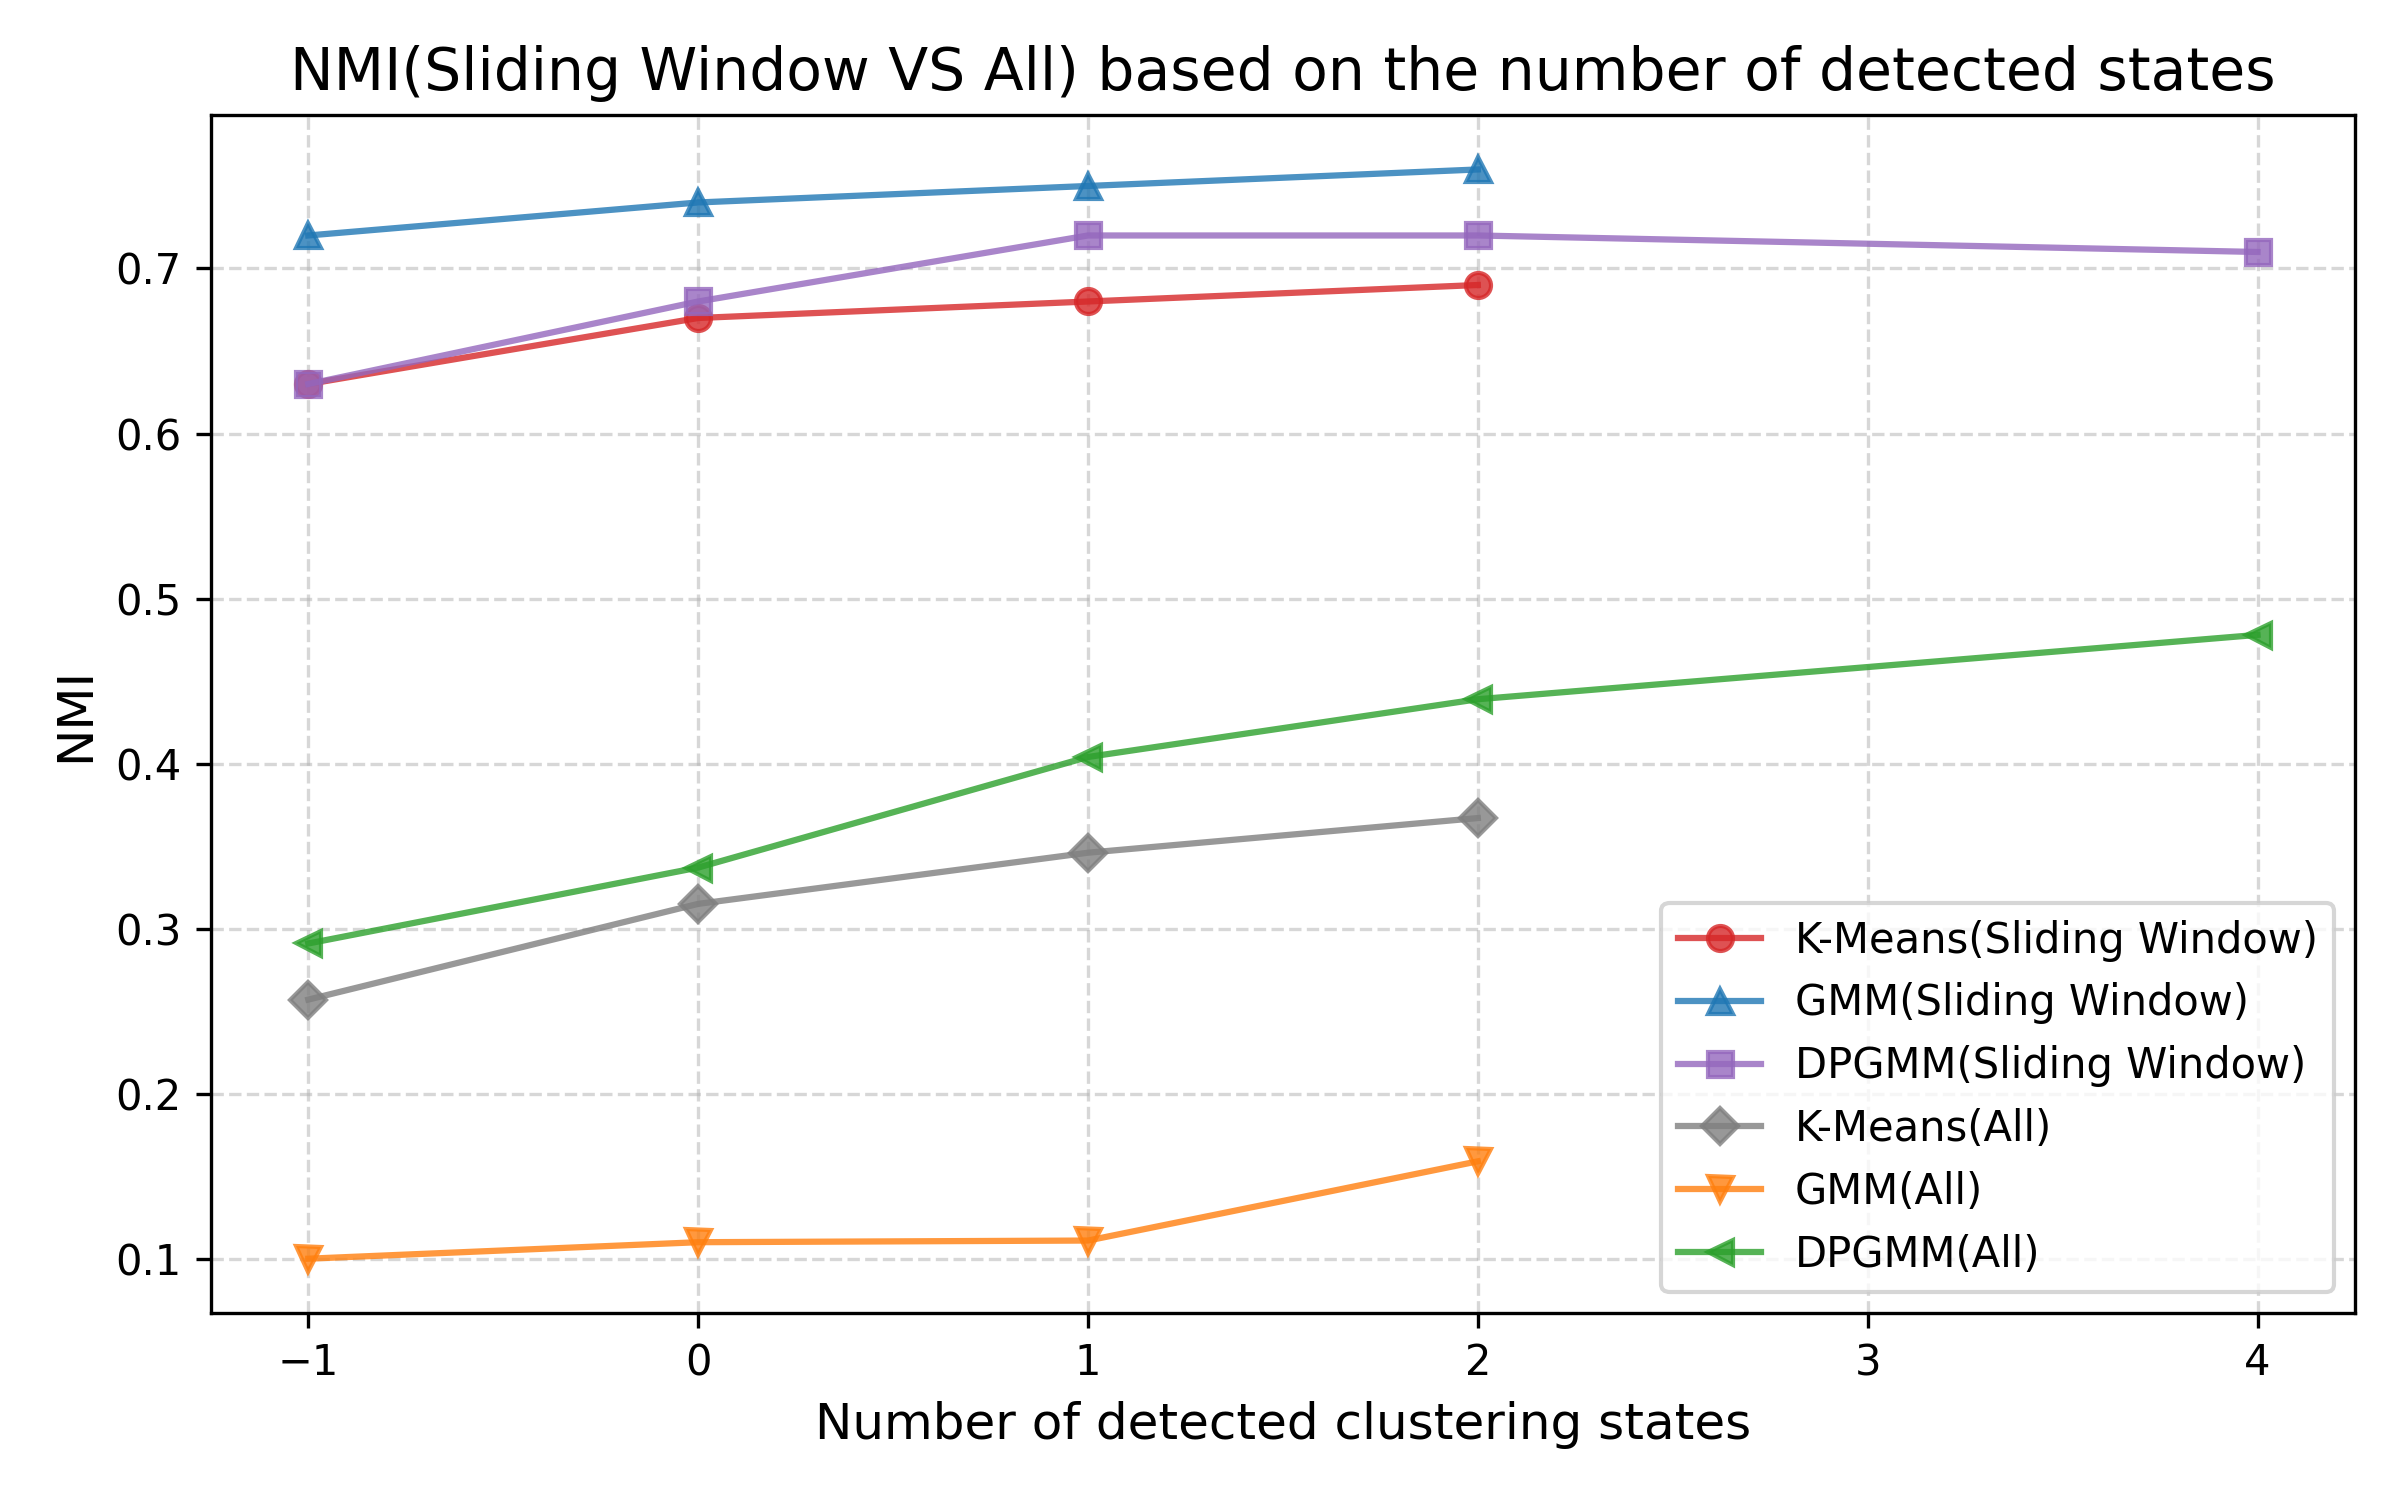 NMI(Sliding Window VS All) based on the number of detected states
NMI
0.7
0.6
0.5
0.4
0.3
0.2
0.1
−1 0 1 2 3 4
Number of detected clustering states
K-Means(Sliding Window)
GMM(Sliding Window)
DPGMM(Sliding Window)
K-Means(All)
GMM(All)
DPGMM(All)